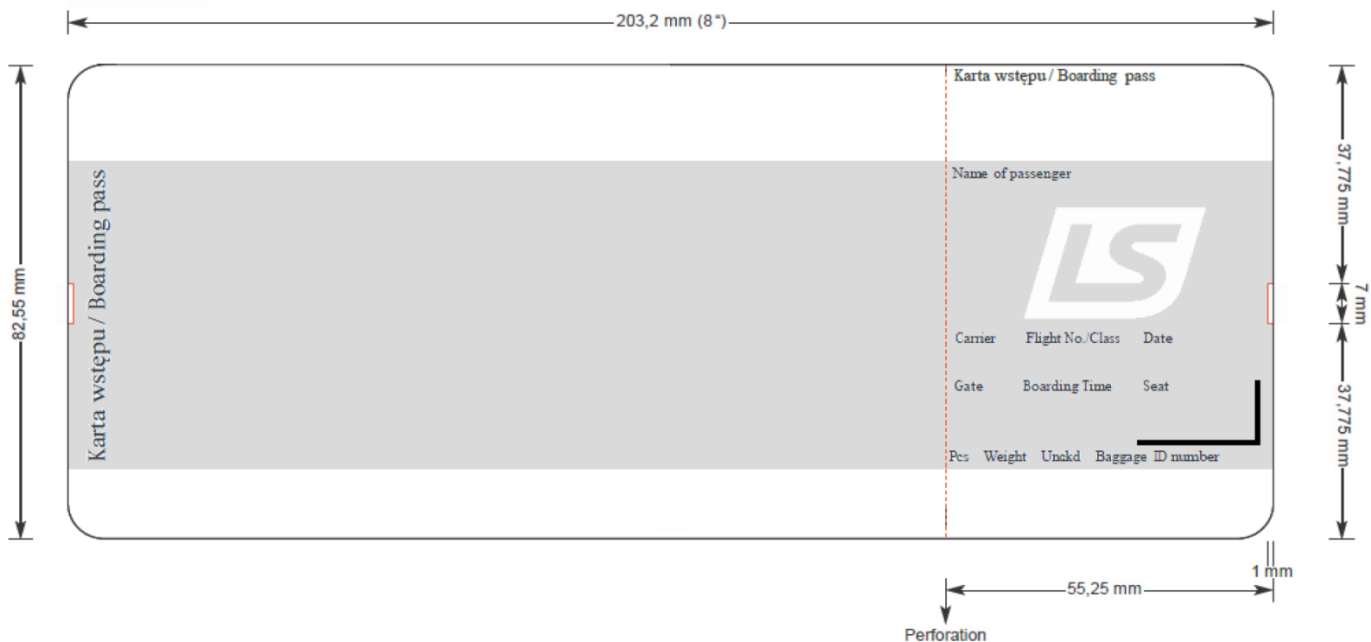 203,2 mm (8")
Karta wstępu / Boarding pass
Name of passenger
LS
Carrier Flight No./Class Date
Gate Boarding Time Seat
Pcs Weight Unckd Baggage ID number
Karta wstępu / Boarding pass
82,55 mm
37,775 mm
7 mm
37,775 mm
1 mm
55,25 mm
Perforation